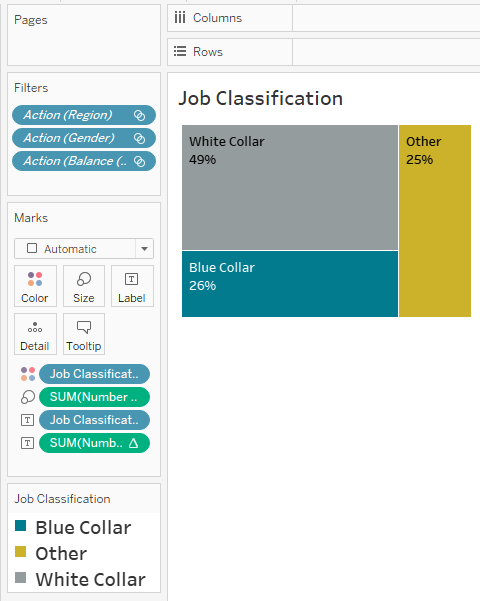 Pages
Columns
Rows
Filters
Action (Region)
Action (Gender)
Action (Balance (..
Marks
Automatic
Color
Size
Label
Detail
Tooltip
Job Classificat..
SUM(Number ..
Job Classificat..
SUM(Numb..
Job Classification
Blue Collar
Other
White Collar
Job Classification
White Collar
49%
Other
25%
Blue Collar
26%